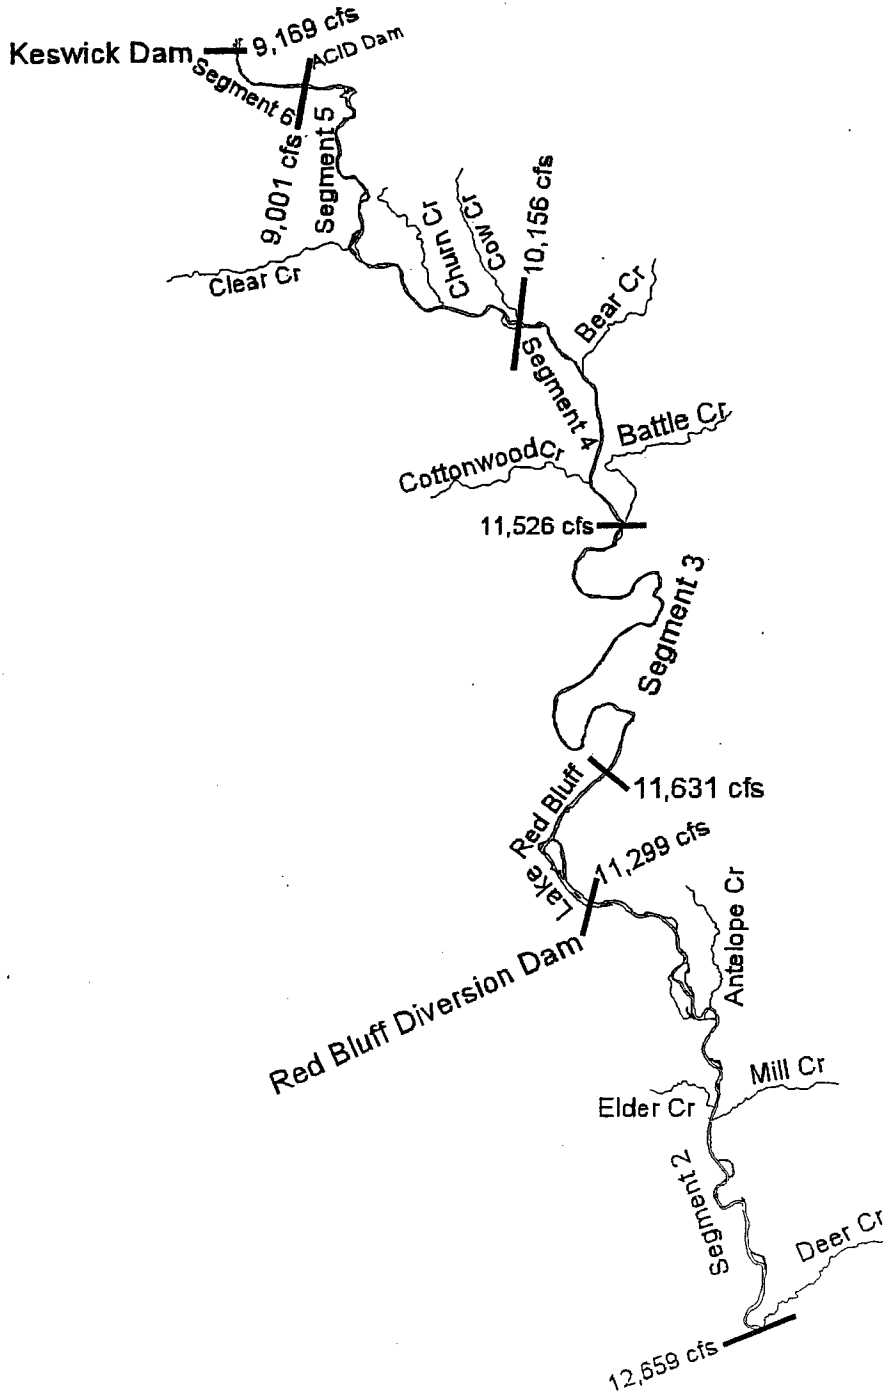 Keswick Dam
9,169 cfs
ACID Dam
Segment 6
9,001 cfs
Segment 5
Clear Cr
Churn Cr
Cow Cr
10,156 cfs
Bear Cr
Segment 4
Battle Cr
Cottonwood Cr
11,526 cfs
Segment 3
11,631 cfs
Lake Red Bluff
11,299 cfs
Red Bluff Diversion Dam
Antelope Cr
Mill Cr
Elder Cr
Segment 2
Deer Cr
12,659 cfs